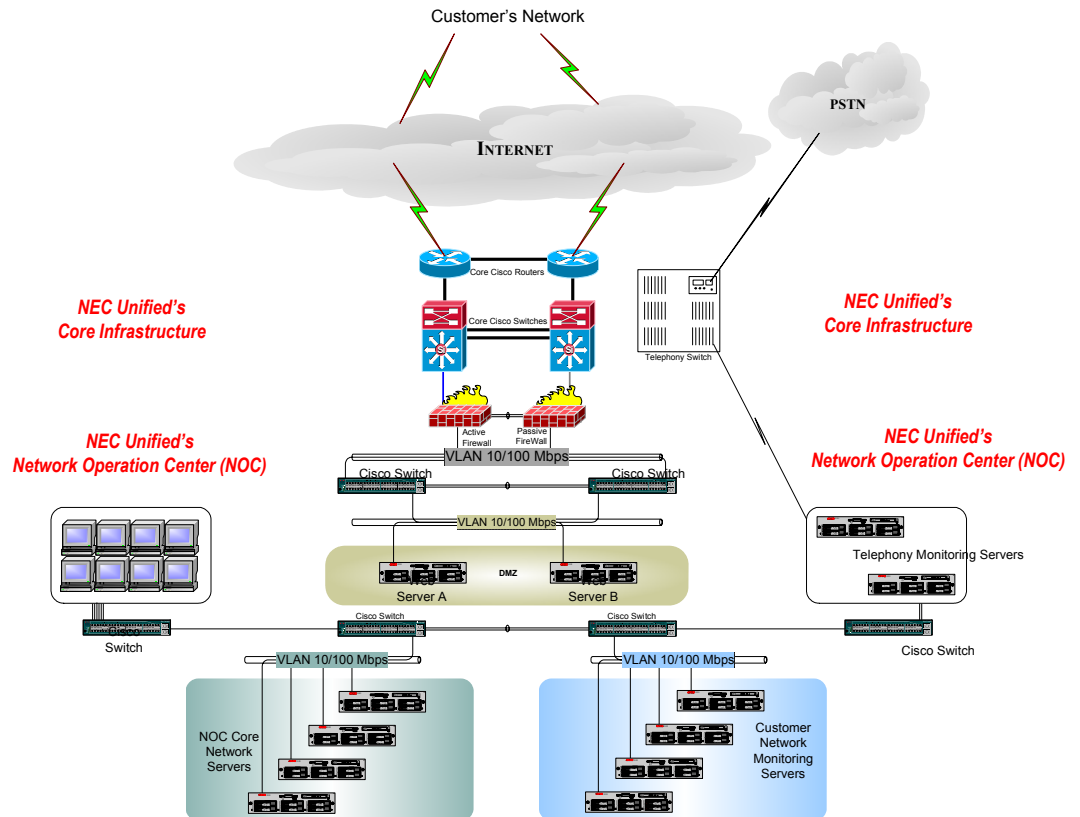 Customer's Network
PSTN
INTERNET
Core Cisco Routers
NEC Unified's
Core Infrastructure
NEC Unified's
Core Infrastructure
Core Cisco Switches
Si
Si
Telephony Switch
Active
Firewall
Passive
FireWall
NEC Unified's
Network Operation Center (NOC)
NEC Unified's
Network Operation Center (NOC)
VLAN 10/100 Mbps
Cisco Switch
Cisco Switch
VLAN 10/100 Mbps
Telephony Monitoring Servers
DMZ
Server A
Server B
Cisco
Switch
Cisco Switch
Cisco Switch
Cisco Switch
VLAN 10/100 Mbps
VLAN 10/100 Mbps
NOC Core
Network
Servers
Customer
Network
Monitoring
Servers